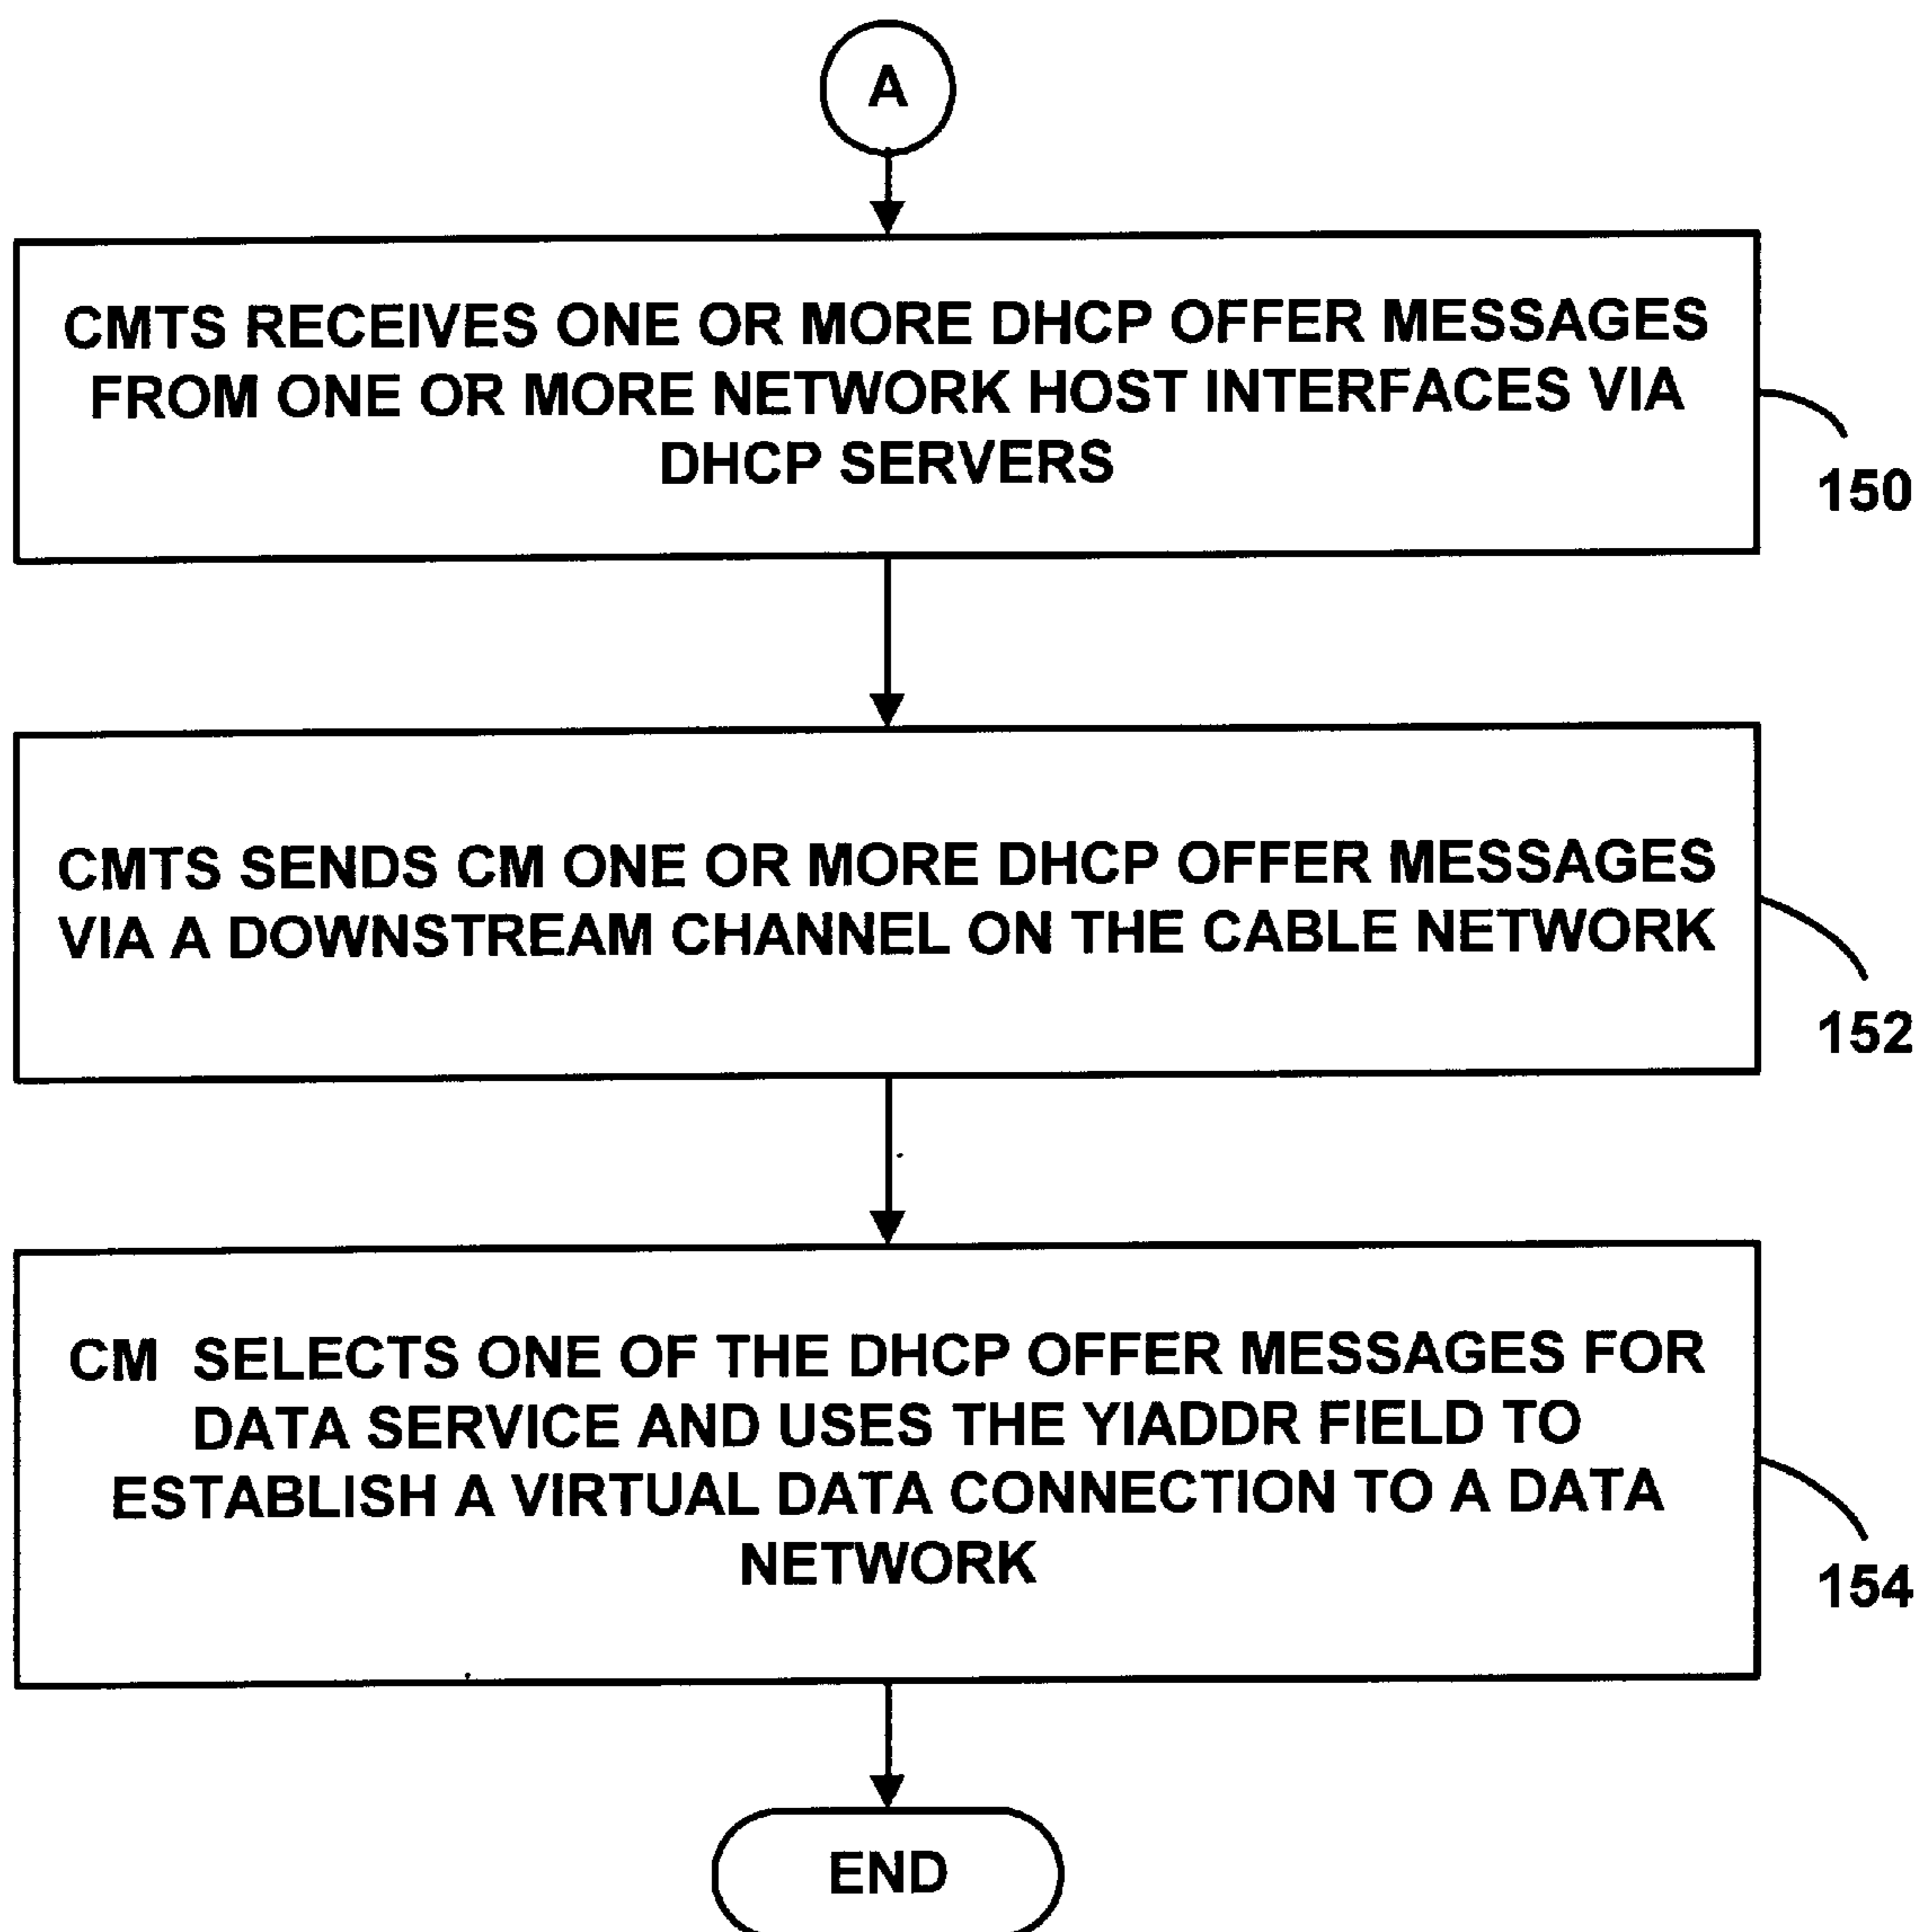 A
CMTS RECEIVES ONE OR MORE DHCP OFFER MESSAGES
FROM ONE OR MORE NETWORK HOST INTERFACES VIA
DHCP SERVERS
150
CMTS SENDS CM ONE OR MORE DHCP OFFER MESSAGES
VIA A DOWNSTREAM CHANNEL ON THE CABLE NETWORK
152
CM SELECTS ONE OF THE DHCP OFFER MESSAGES FOR
DATA SERVICE AND USES THE YIADDR FIELD TO
ESTABLISH A VIRTUAL DATA CONNECTION TO A DATA
NETWORK
154
END